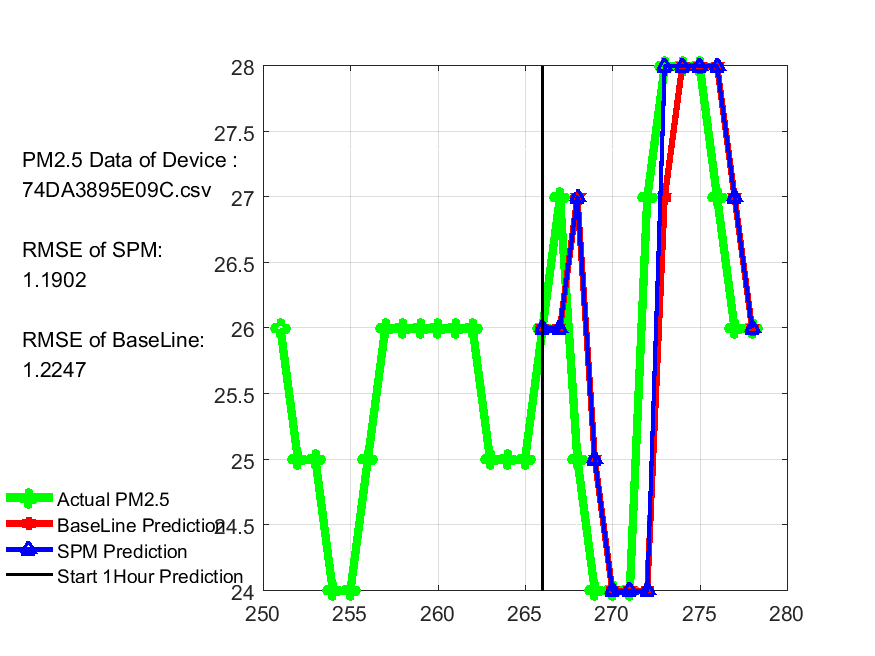 PM2.5 Data of Device :
74DA3895E09C.csv
RMSE of SPM:
1.1902
RMSE of BaseLine:
1.2247
Actual PM2.5
BaseLine Prediction
SPM Prediction
Start 1Hour Prediction
28
27.5
27
26.5
26
25.5
25
24.5
24
250 255 260 265 270 275 280